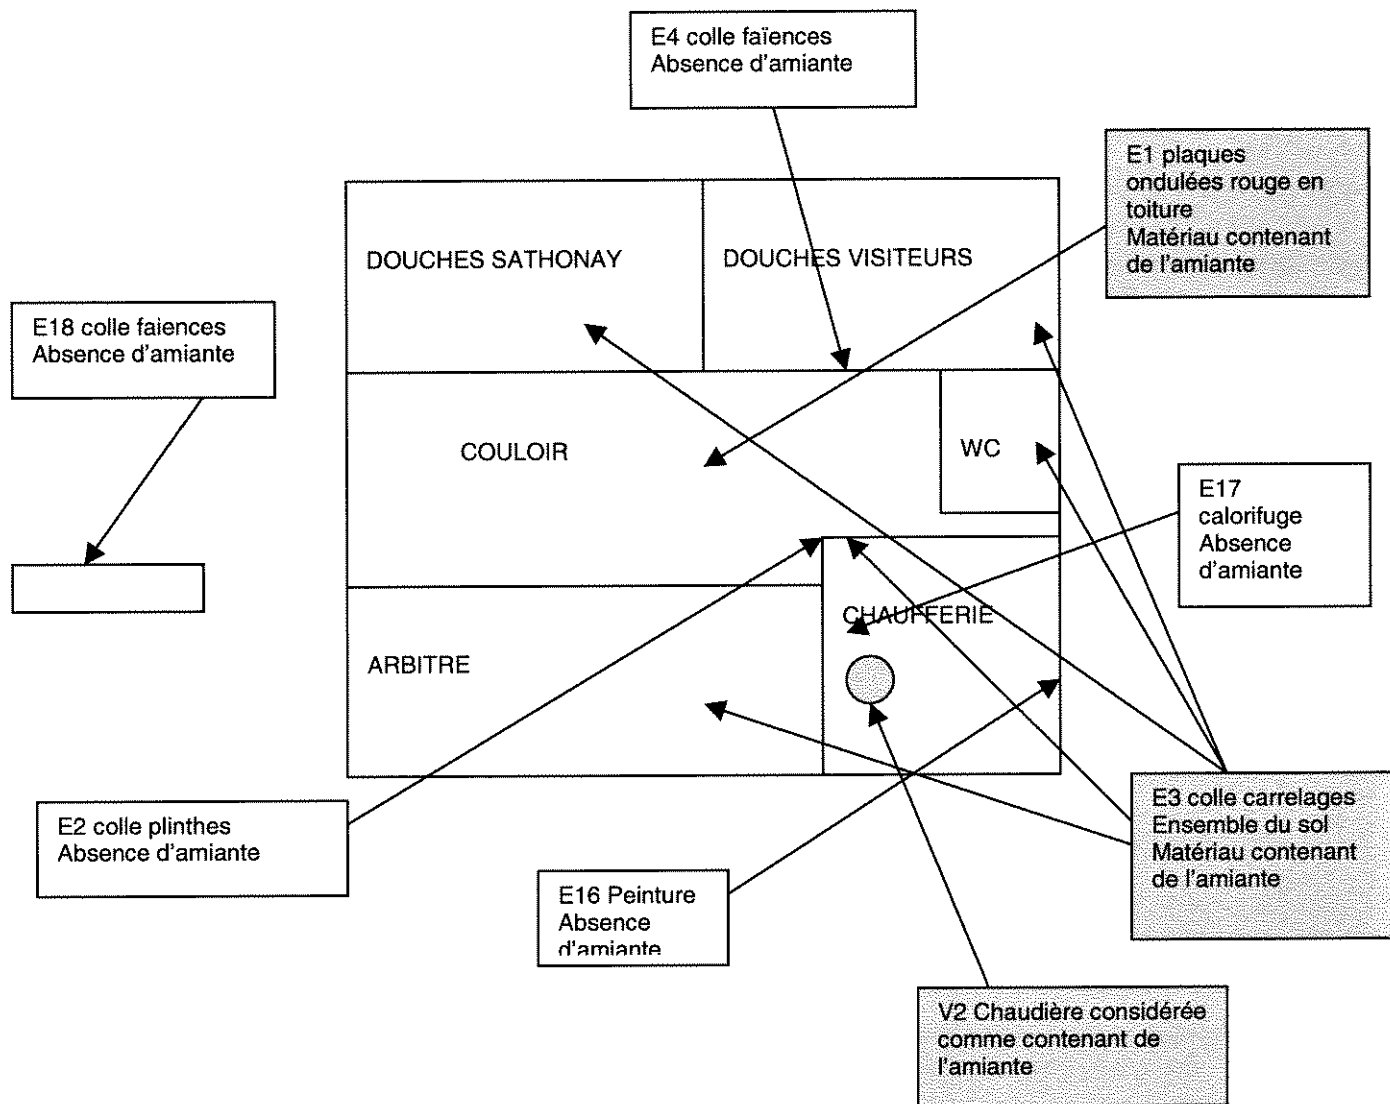 E4 colle faïences
Absence d'amiante
E1 plaques
ondulées rouge en
toiture
Matériau contenant
de l'amiante
DOUCHES SATHONAY
DOUCHES VISITEURS
E18 colle faiences
Absence d'amiante
COULOIR
WC
E17
calorifuge
Absence
d'amiante
CHAUFFERIE
ARBITRE
E2 colle plinthes
Absence d'amiante
E3 colle carrelages
Ensemble du sol
Matériau contenant
de l'amiante
E16 Peinture
Absence
d'amiante
V2 Chaudière considérée
comme contenant de
l'amiante